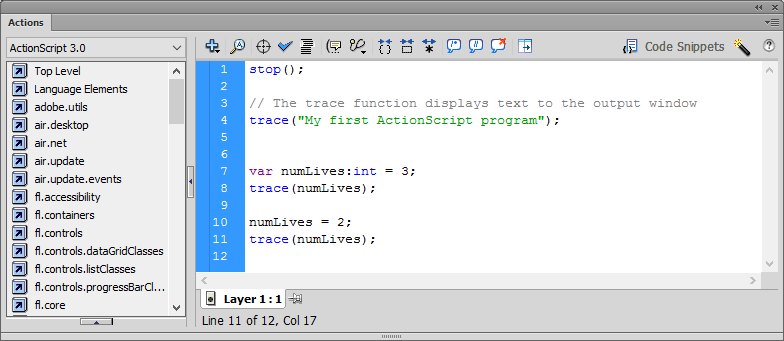 Actions
ActionScript 3.0
Code Snippets
Top Level
Language Elements
adobe.utils
air.desktop
air.net
air.update
air.update.events
fl.accessibility
fl.containers
fl.controls
fl.controls.dataGridClasses
fl.controls.listClasses
fl.controls.progressBarCl...
fl.core
1 stop();
2
3 // The trace function displays text to the output window
4 trace("My first ActionScript program");
5
6
7 var numLives:int = 3;
8 trace(numLives);
9
10 numLives = 2;
11 trace(numLives);
12
Layer 1 : 1
Line 11 of 12, Col 17